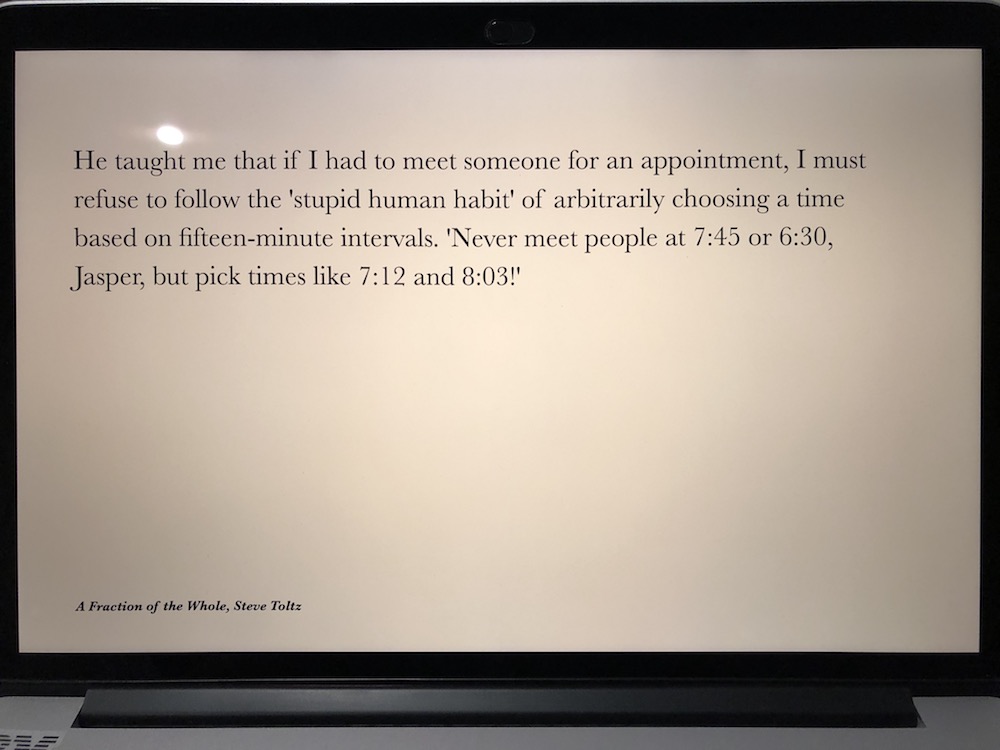 He taught me that if I had to meet someone for an appointment, I must
refuse to follow the 'stupid human habit' of arbitrarily choosing a time
based on fifteen-minute intervals. 'Never meet people at 7:45 or 6:30,
Jasper, but pick times like 7:12 and 8:03!'
A Fraction of the Whole, Steve Toltz